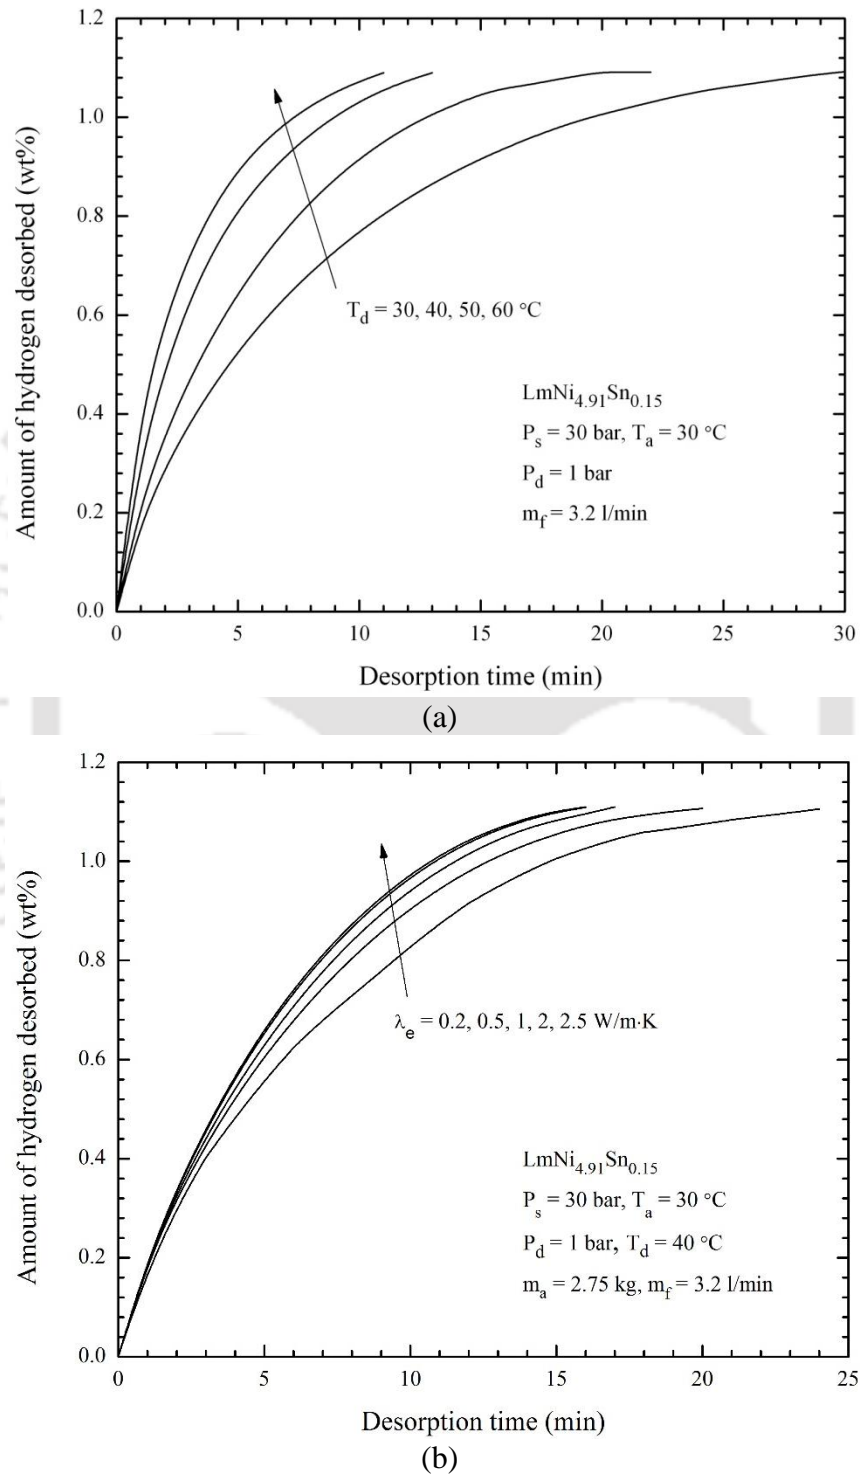 1.2
1.0
0.8
0.6
0.4
0.2
0.0
Amount of hydrogen desorbed (wt%)
T_d = 30, 40, 50, 60 °C
LmNi_4.91Sn_0.15
P_s = 30 bar, T_a = 30 °C
P_d = 1 bar
m_f = 3.2 l/min
0 5 10 15 20 25 30
Desorption time (min)
(a)
1.2
1.0
0.8
0.6
0.4
0.2
0.0
Amount of hydrogen desorbed (wt%)
λ_e = 0.2, 0.5, 1, 2, 2.5 W/m·K
LmNi_4.91Sn_0.15
P_s = 30 bar, T_a = 30 °C
P_d = 1 bar, T_d = 40 °C
m_a = 2.75 kg, m_f = 3.2 l/min
0 5 10 15 20 25
Desorption time (min)
(b)